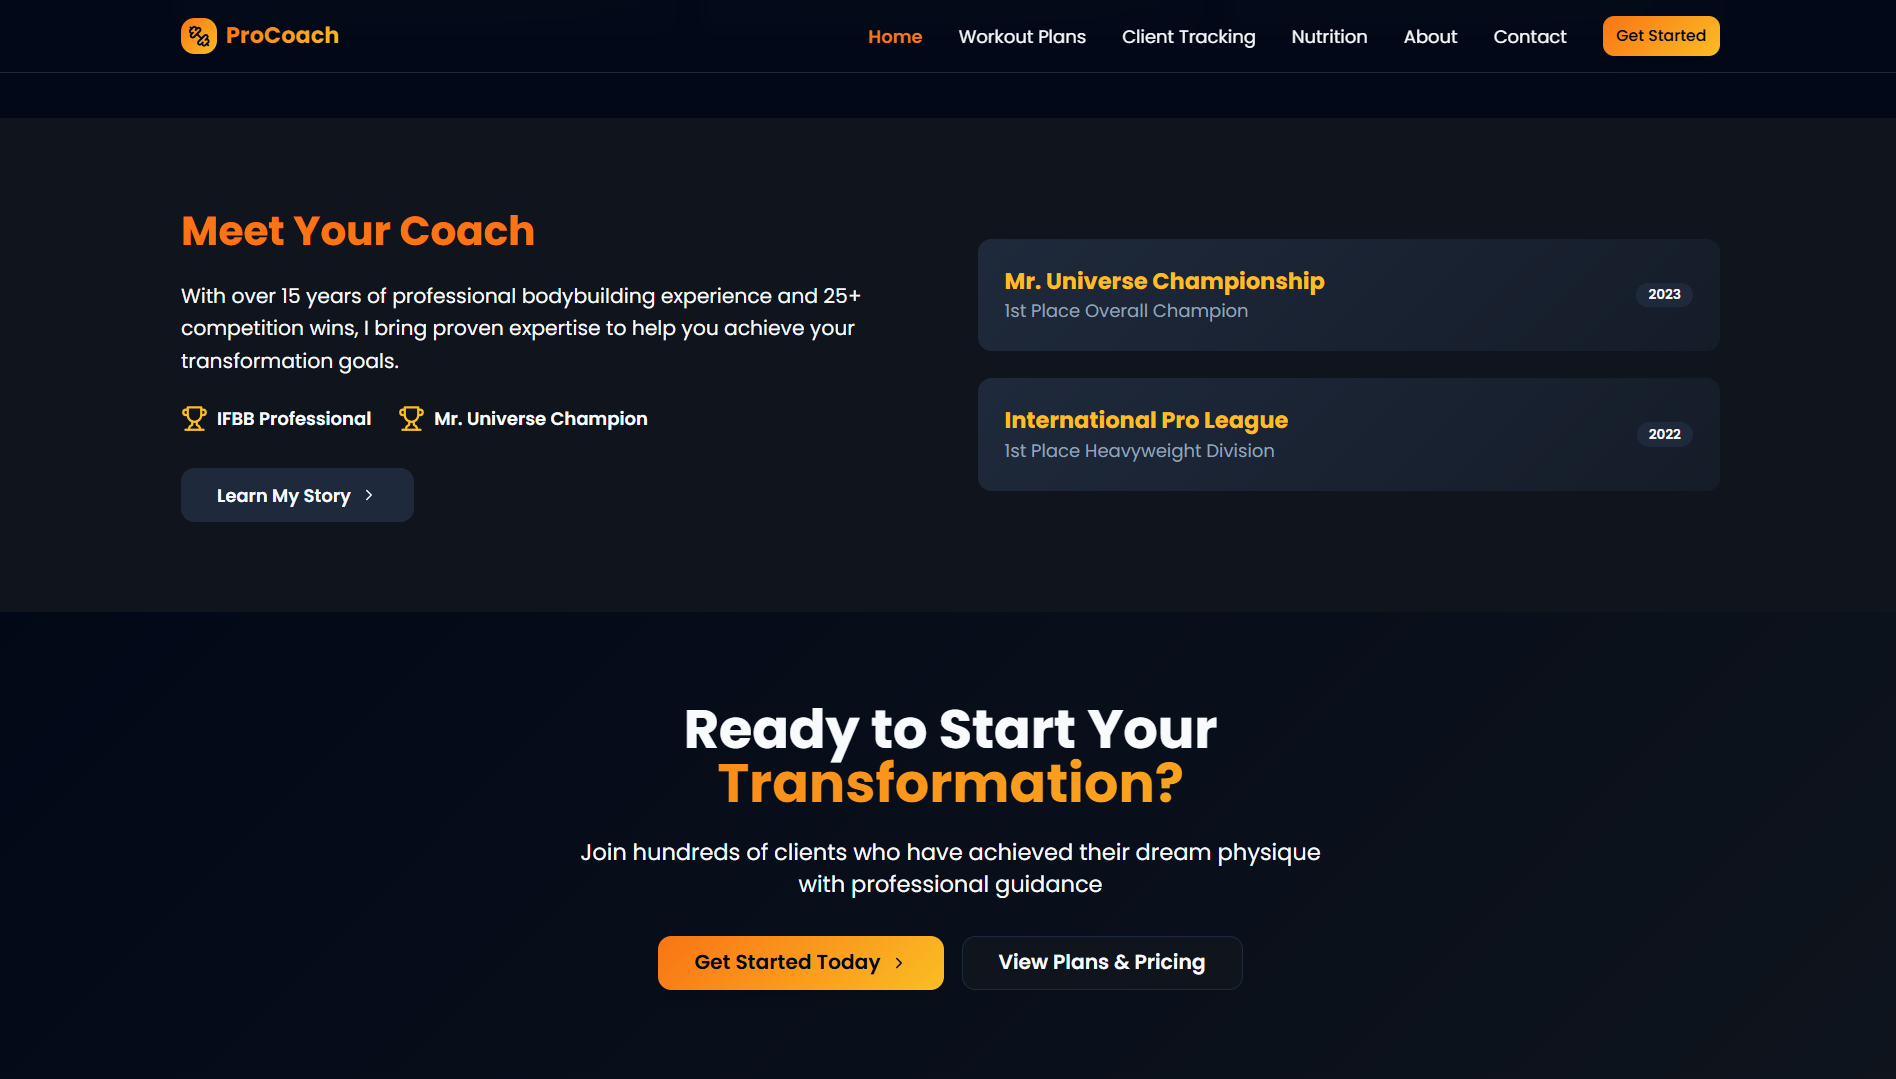 ProCoach
Home
Workout Plans
Client Tracking
Nutrition
About
Contact
Get Started
Meet Your Coach
With over 15 years of professional bodybuilding experience and 25+
competition wins, I bring proven expertise to help you achieve your
transformation goals.
IFBB Professional
Mr. Universe Champion
Learn My Story
Mr. Universe Championship
1st Place Overall Champion
2023
International Pro League
1st Place Heavyweight Division
2022
Ready to Start Your
Transformation?
Join hundreds of clients who have achieved their dream physique
with professional guidance
Get Started Today
View Plans & Pricing